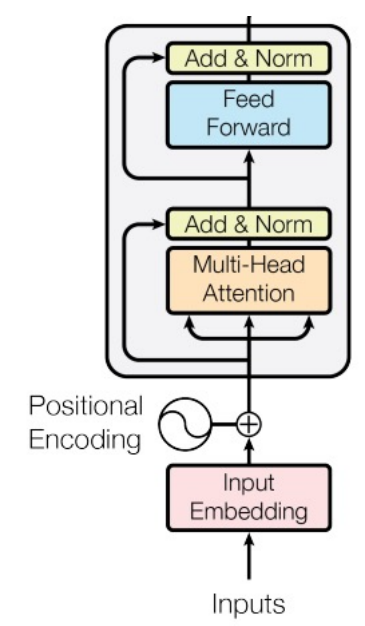 Add & Norm
Feed
Forward
Add & Norm
Multi-Head
Attention
Positional
Encoding
Input
Embedding
Inputs